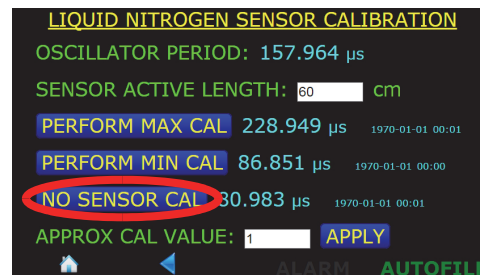 LIQUID NITROGEN SENSOR CALIBRATION
OSCILLATOR PERIOD: 157.964 µs
SENSOR ACTIVE LENGTH: 60 cm
PERFORM MAX CAL 228.949 µs 1970-01-01 00:01
PERFORM MIN CAL 86.851 µs 1970-01-01 00:00
NO SENSOR CAL 80.983 µs 1970-01-01 00:01
APPROX CAL VALUE: 1 APPLY
ALARM AUTOFILL